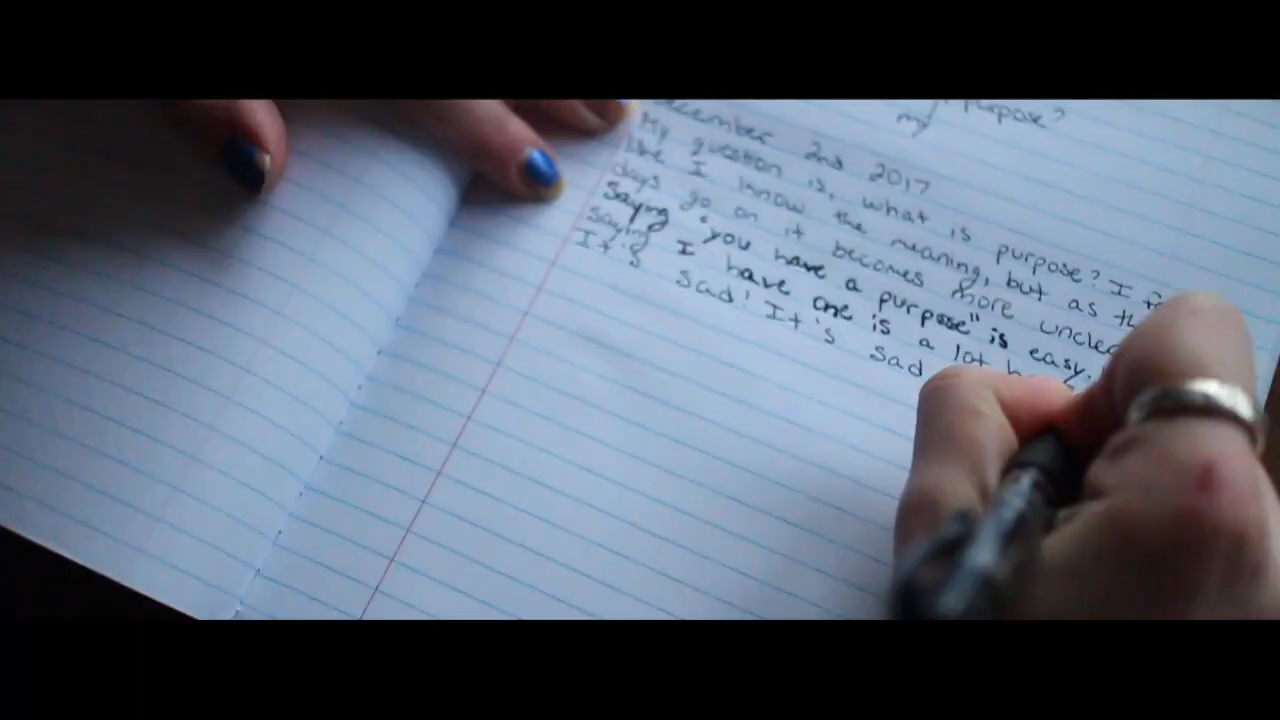 purpose?
my
December 2nd 2017
My question is, what is purpose? I
like I know the meaning, but as
days go on it becomes more
saying "you have a purpose" is easy.
saying I have one is a lot
It's sad! It's sad